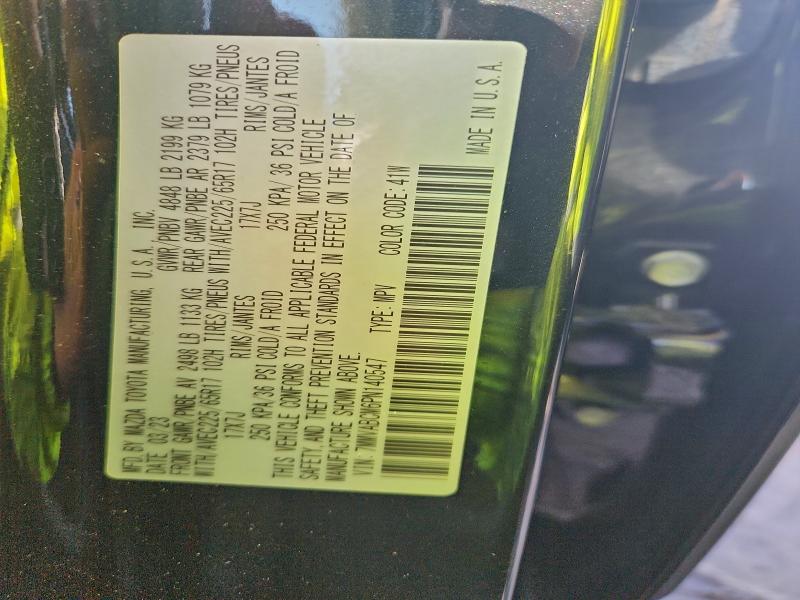 MFD. BY MAZDA TOYOTA MANUFACTURING, U.S.A., INC.
DATE 03/23 GVWR/PNBV 4848 LB 2199 KG
FRONT GAWR/PNBE AV 2498 LB 1133 KG REAR GAWR/PNBE AR 2379 LB 1079 KG
WITH/AVEC225/65R17 102H TIRES/PNEUS WITH/AVEC225/65R17 102H TIRES/PNEUS
17X7J RIMS/JANTES 17X7J RIMS/JANTES
250 KPA/36 PSI COLD/A FROID 250 KPA/36 PSI COLD/A FROID
THIS VEHICLE CONFORMS TO ALL APPLICABLE FEDERAL MOTOR VEHICLE
SAFETY AND THEFT PREVENTION STANDARDS IN EFFECT ON THE DATE OF
MANUFACTURE SHOWN ABOVE.
VIN: TYPE: MPV COLOR CODE: 41W
MADE IN U.S.A.